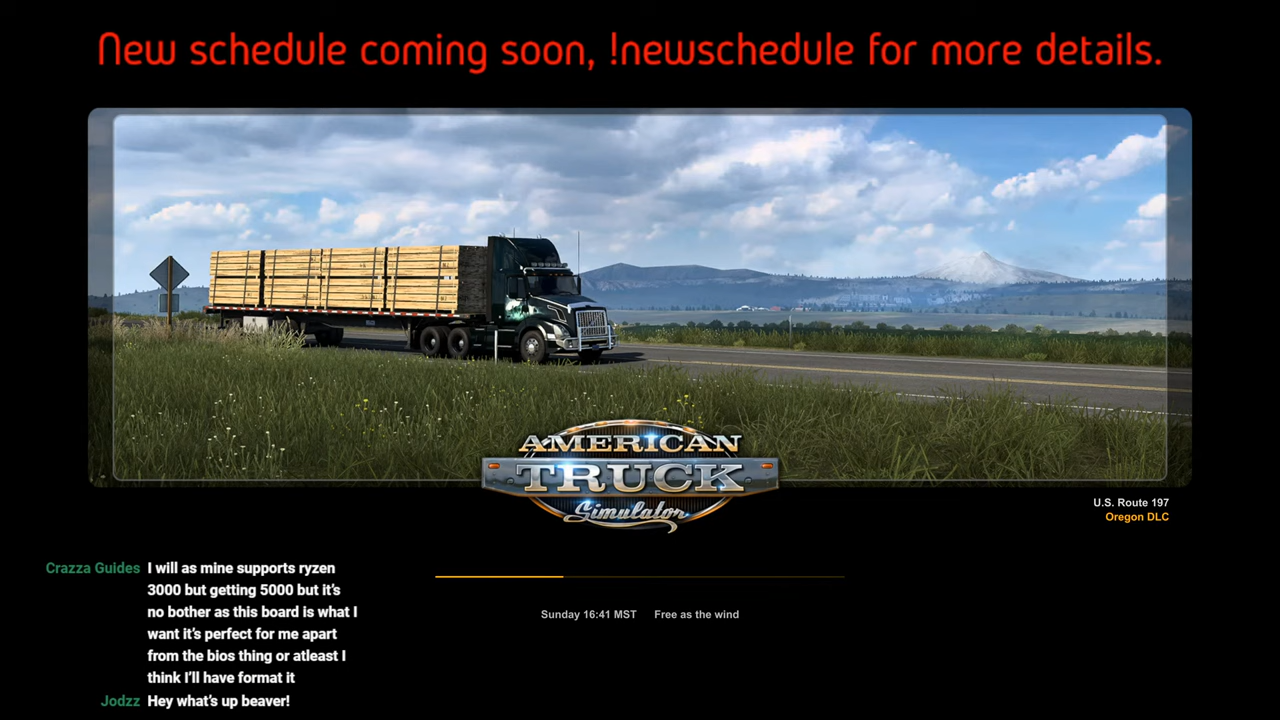 New schedule coming soon, !newschedule for more details.
AMERICAN
TRUCK
Simulator
U.S. Route 197
Oregon DLC
Crazza Guides I will as mine supports ryzen
3000 but getting 5000 but it's
no bother as this board is what I
want it's perfect for me apart
from the bios thing or atleast I
think I'll have format it
Jodzz Hey what's up beaver!
Sunday 16:41 MST Free as the wind